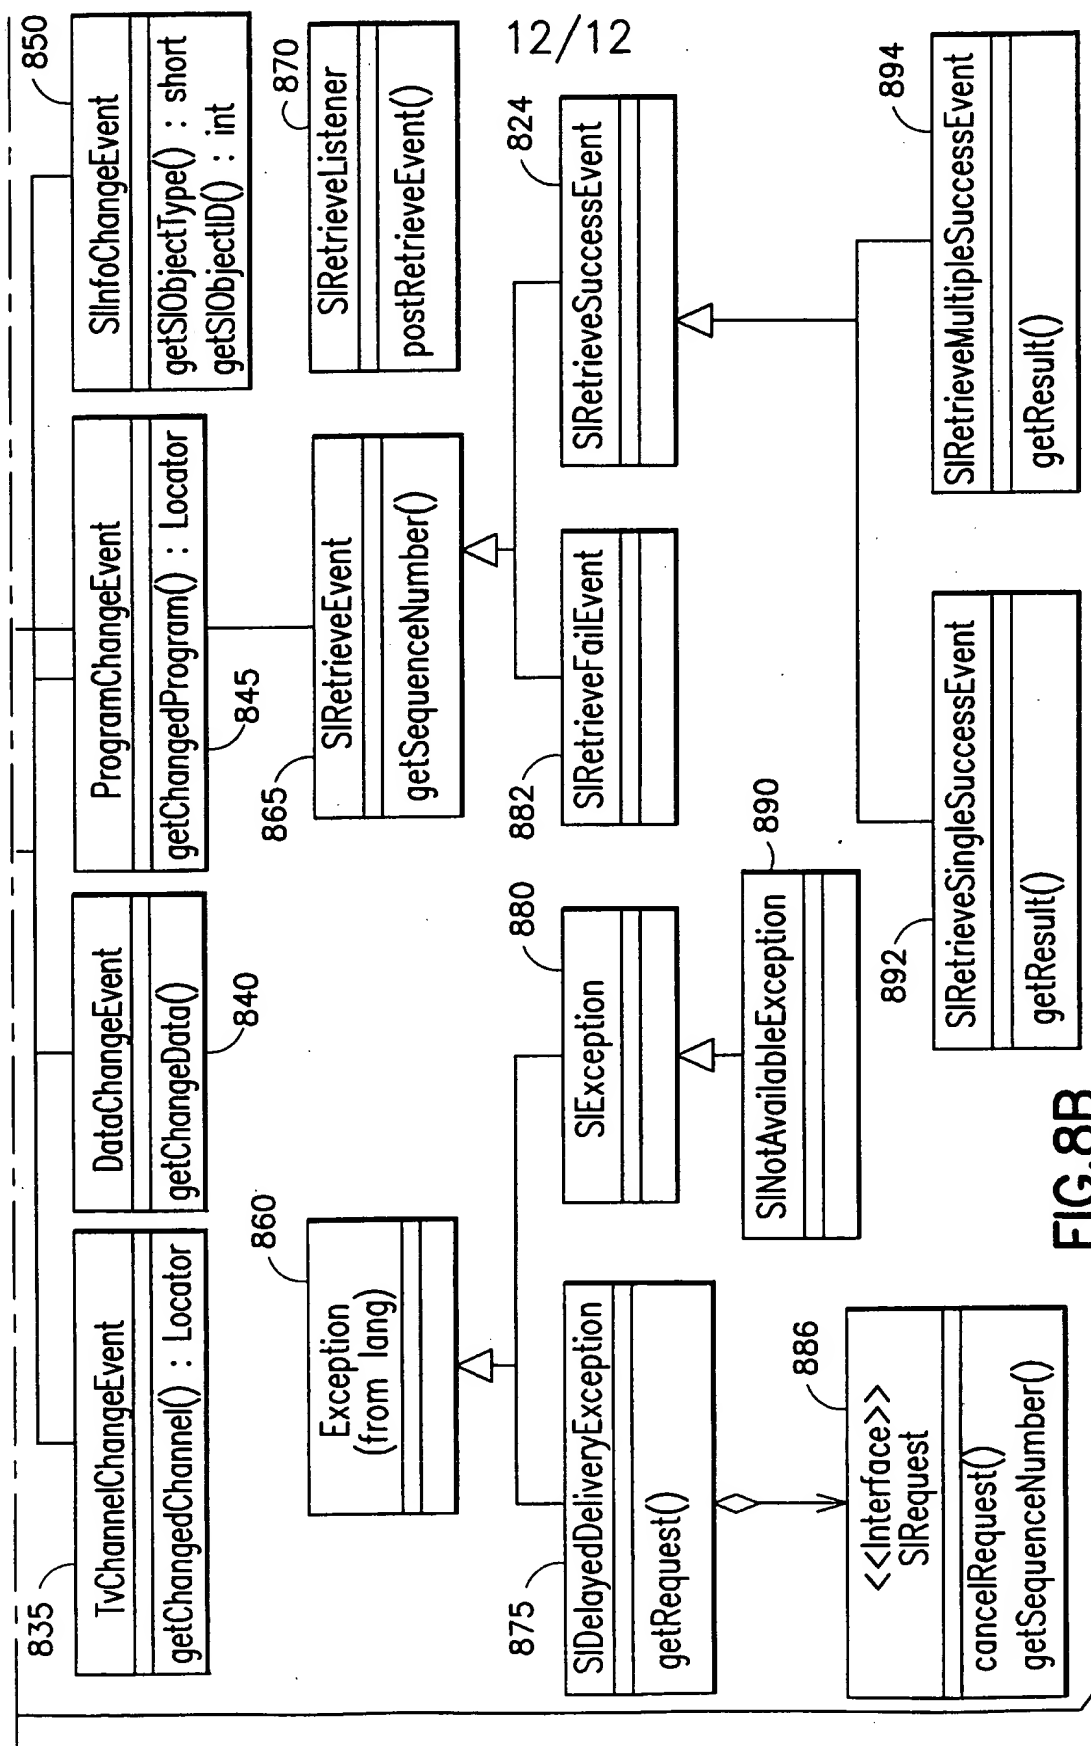 835
TvChannelChangeEvent
getChangedChannel() : Locator
DataChangeEvent
getChangeData()
840
ProgramChangeEvent
getChangedProgram() : Locator
845
850
SIInfoChangeEvent
getSIObjectType() : short
getSIObjectID() : int
860
Exception
(from lang)
865
SIRetrieveEvent
getSequenceNumber()
870
SIRetrieveListener
postRetrieveEvent()
12/12
875
SIDelayedDeliveryException
getRequest()
880
SIException
882
SIRetrieveFailEvent
824
SIRetrieveSuccessEvent
886
<<Interface>>
SIRequest
cancelRequest()
getSequenceNumber()
890
SINotAvailableException
892
SIRetrieveSingleSuccessEvent
getResult()
894
SIRetrieveMultipleSuccessEvent
getResult()
FIG.8B